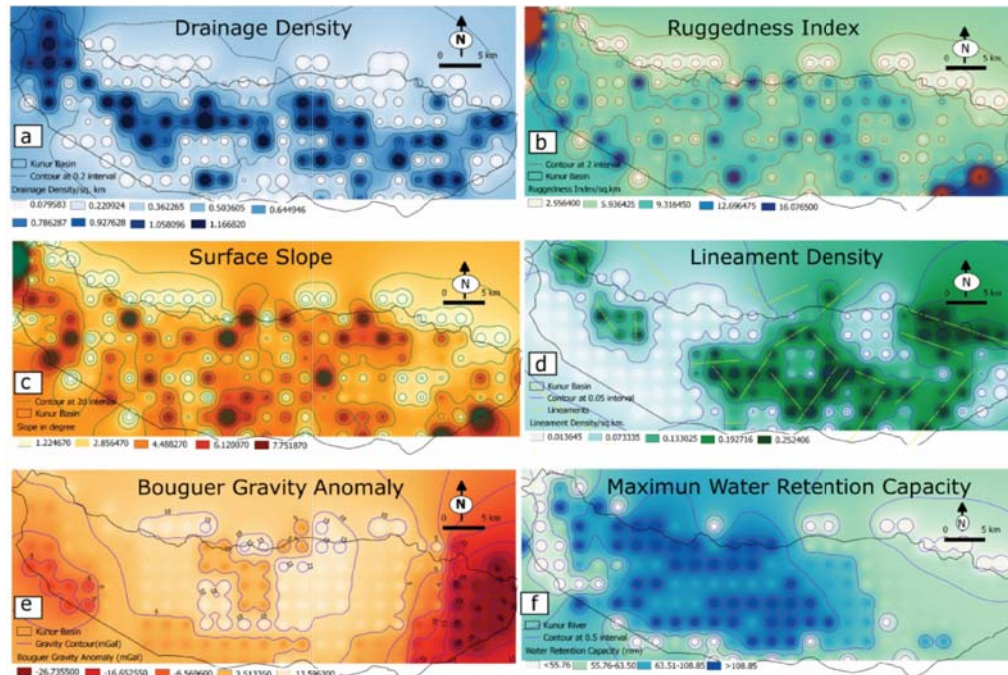 Drainage Density
N
0 5 km
a
Kunur Basin
Contour at 0.2 interval
Drainage Density/sq. km
0.079583 0.220924 0.362265 0.503605 0.644946
0.786287 0.927628 1.058096 1.166820
Ruggedness Index
N
0 5 km
b
Contour at 2 interval
Kunur Basin
Ruggedness Index/sq.km
2.556400 5.936425 9.316450 12.696475 16.076500
Surface Slope
N
0 5 km
c
Contour at 20 interval
Kunur Basin
Slope in degree
1.224670 2.856470 4.488270 6.120070 7.751870
Lineament Density
N
0 5 km
d
Kunur Basin
Contour at 0.05 interval
Lineaments
Lineament Density/sq.km.
0.013645 0.073335 0.133025 0.192716 0.252406
Bouguer Gravity Anomaly
N
0 5 km
e
Kunur Basin
Gravity Contour(mGal)
Bouguer Gravity Anomaly (mGal)
-26.735500 -16.652550 -6.569600 3.513350 13.596300
Maximun Water Retention Capacity
N
0 5 km
f
Kunur River
Contour at 0.5 interval
Water Retention Capacity (mm)
<55.76 55.76-63.50 63.51-108.85 >108.85